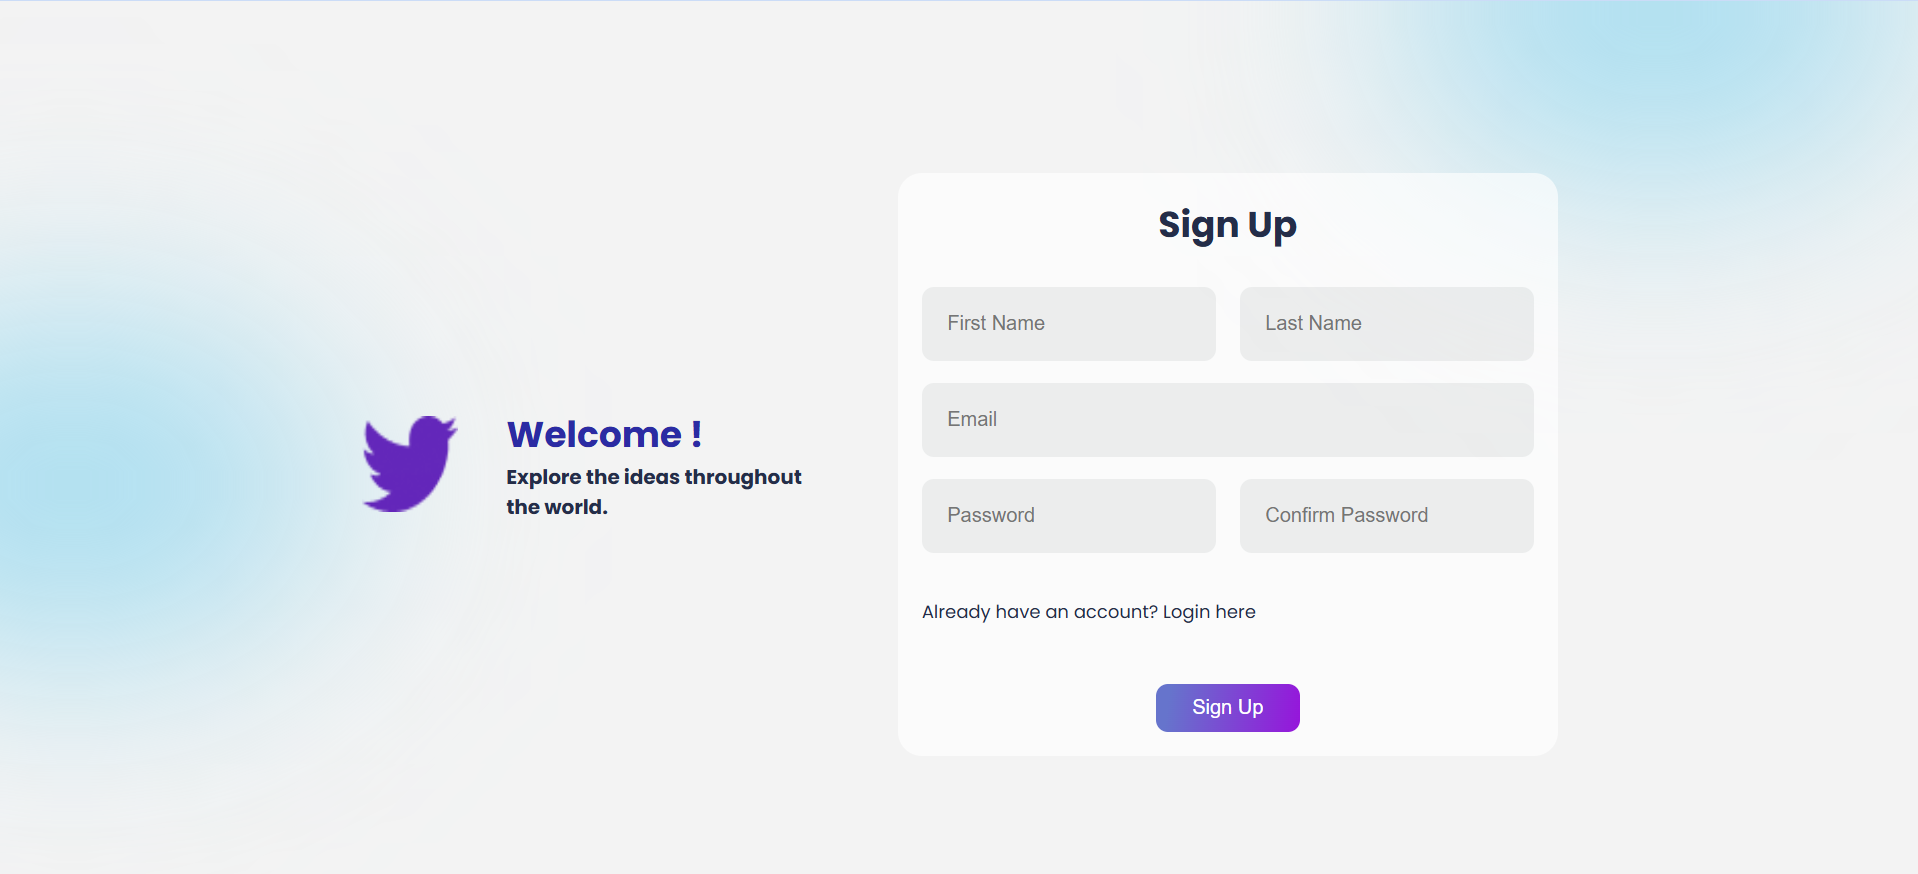 Welcome !
Explore the ideas throughout
the world.
Sign Up
First Name
Last Name
Email
Password
Confirm Password
Already have an account? Login here
Sign Up